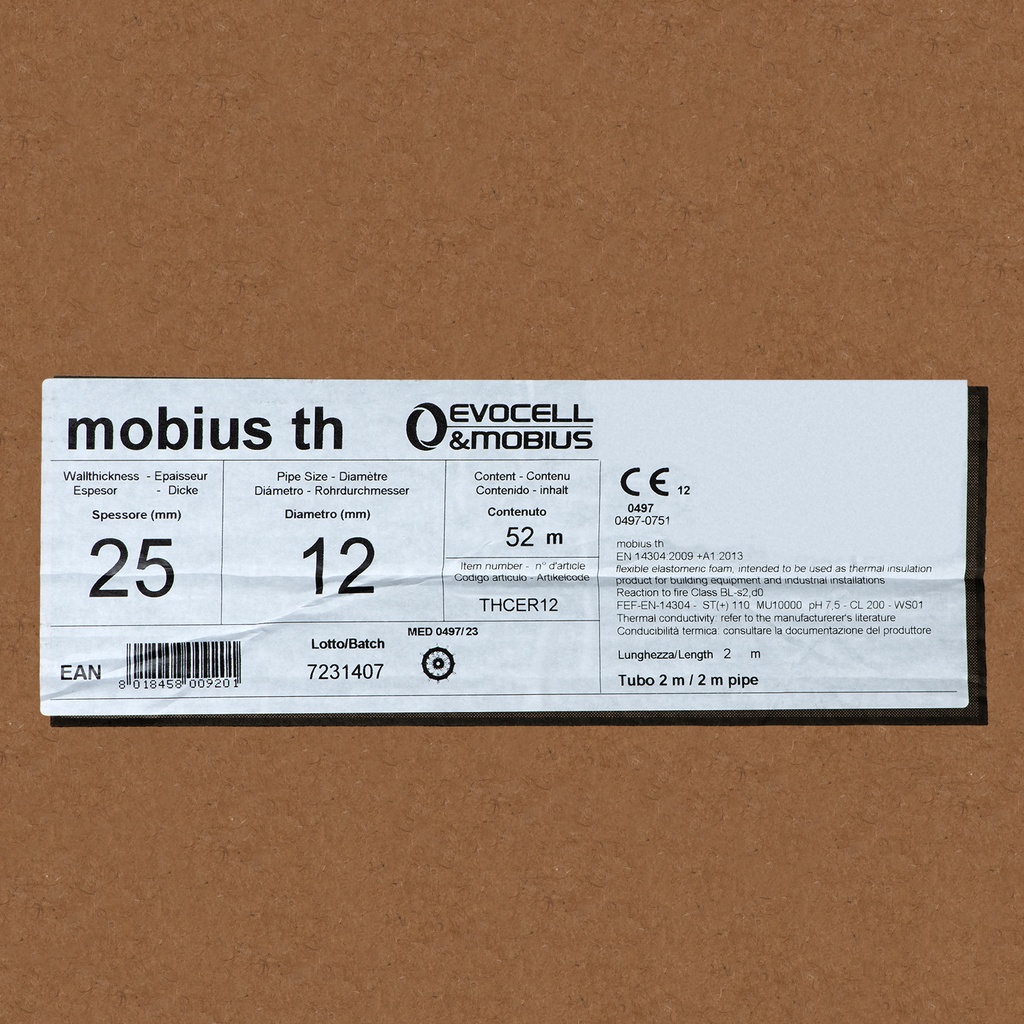 mobius th
EVOCELL
&MOBIUS
Wallthickness - Epaisseur
Espesor - Dicke
Spessore (mm)
25
Pipe Size - Diamètre
Diámetro - Rohrdurchmesser
Diametro (mm)
12
Content - Contenu
Contenido - inhalt
Contenuto
52 m
Item number - n° d'article
Codigo articulo - Artikelcode
THCER12
EAN
8 018458 009201
Lotto/Batch
7231407
MED 0497/23
CE 12
0497
0497-0751
mobius th
EN 14304:2009 +A1:2013
flexible elastomeric foam, intended to be used as thermal insulation
product for building equipment and industrial installations
Reaction to fire Class BL-s2,d0
FEF-EN-14304 - ST(+) 110 MU10000 pH 7,5 - CL 200 - WS01
Thermal conductivity: refer to the manufacturer's literature
Conducibilità termica: consultare la documentazione del produttore
Lunghezza/Length 2 m
Tubo 2 m / 2 m pipe